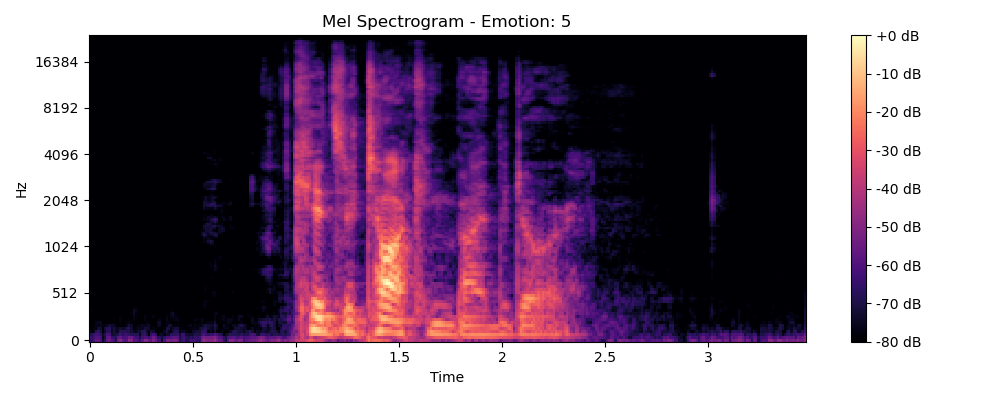 Mel Spectrogram - Emotion: 5
Hz
16384
8192
4096
2048
1024
512
0
0 0.5 1 1.5 2 2.5 3
Time
+0 dB
-10 dB
-20 dB
-30 dB
-40 dB
-50 dB
-60 dB
-70 dB
-80 dB